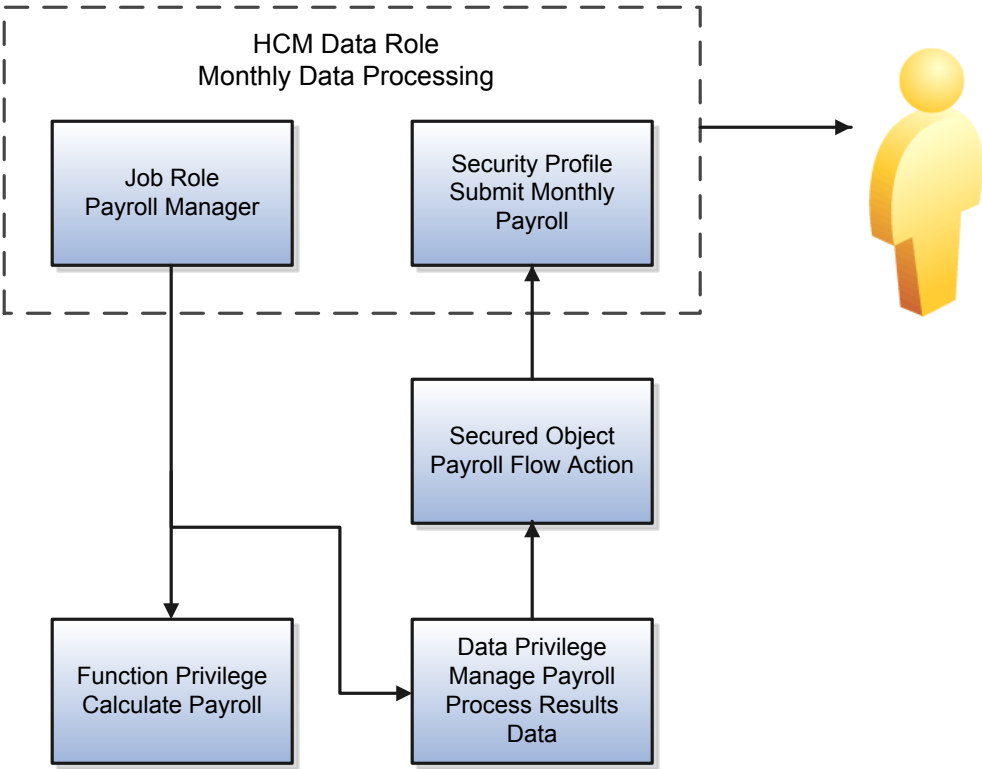 HCM Data Role
Monthly Data Processing
Job Role
Payroll Manager
Security Profile
Submit Monthly
Payroll
Secured Object
Payroll Flow Action
Function Privilege
Calculate Payroll
Data Privilege
Manage Payroll
Process Results
Data